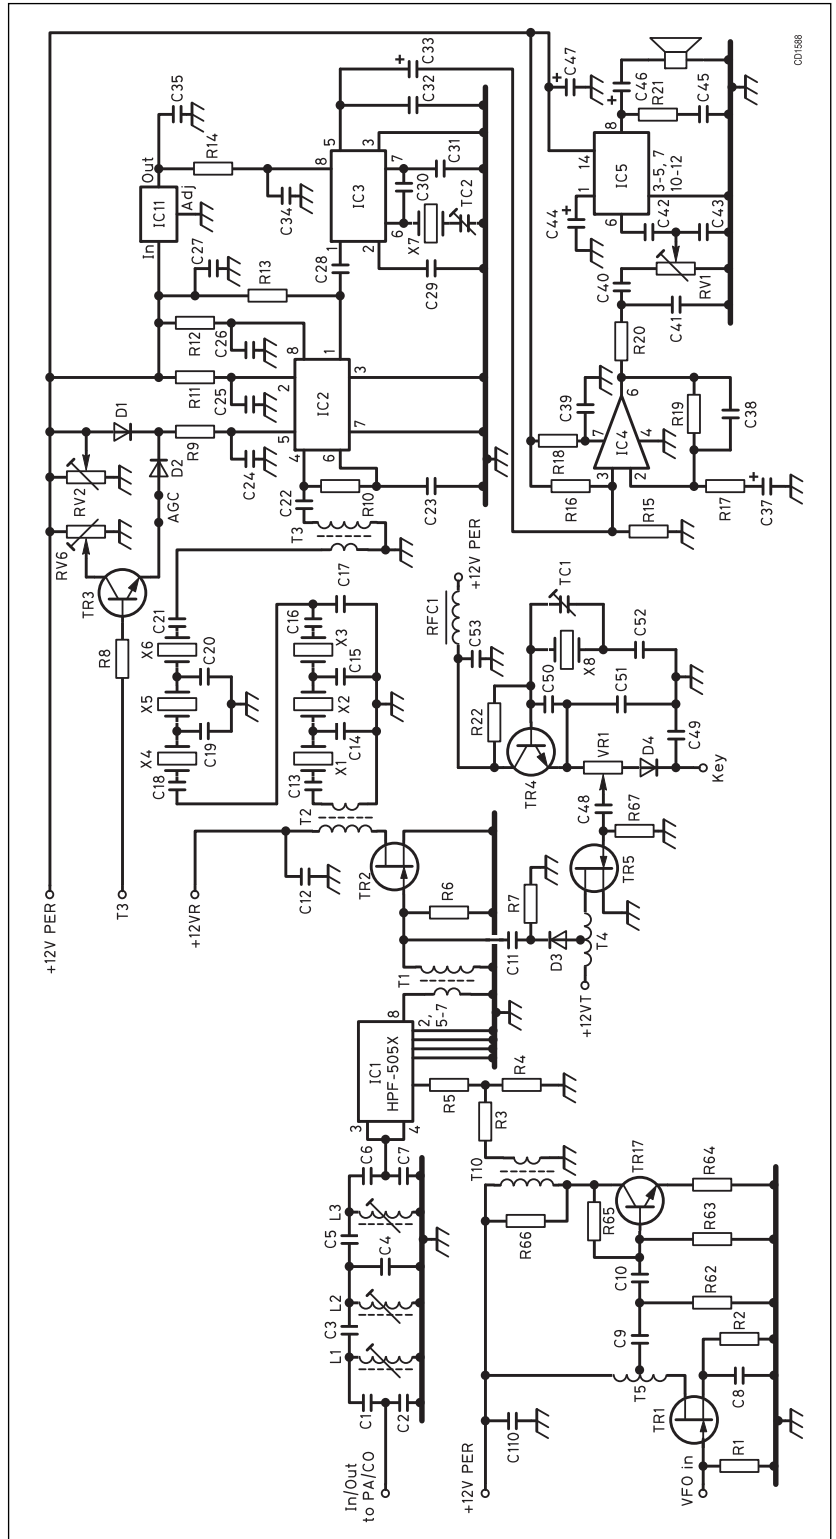 +12V PER
T3
+12VR
RV6
RV2
D1
TR3
AGC
D2
R8
R9
R11
R12
R13
C24
C25
C26
C27
In
IC11
Out
Adj
C35
R14
C34
C18
X4
C19
X5
C20
X6
C21
T3
C22
R10
C23
4
5
2
8
IC2
6
7
3
1
C28
1
8
5
IC3
2
6
7
3
C29
X7
C30
TC2
C31
C32
+
C33
C12
T2
C13
X1
C14
X2
C15
X3
C16
C17
TR2
R6
In/Out
to PA/CO
C1
C2
L1
C3
L2
C4
C5
L3
C6
C7
3
4
IC1
HPF-505X
8
2,
5-7
T1
C11
R7
D3
T4
+12VT
TR5
R67
C48
VR1
D4
Key
C49
TR4
R22
C50
X8
TC1
C51
C52
RFC1
C53
+12V PER
R5
R4
R3
T10
+12V PER
C110
R66
R65
TR17
R64
R63
R62
C10
C9
T5
R2
C8
TR1
R1
VFO in
R16
R18
R15
3
2
7
4
6
IC4
C39
R17
+
C37
R19
C38
R20
C40
C41
RV1
C42
C43
+
C44
6
1
14
8
IC5
3-5, 7
10-12
+
C47
+
C46
R21
C45
CD1588